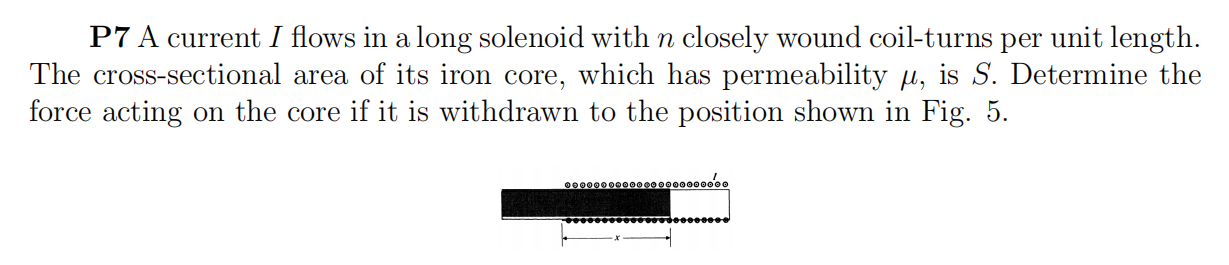 P7 A current I flows in a long solenoid with n closely wound coil-turns per unit length.
The cross-sectional area of its iron core, which has permeability μ, is S. Determine the
force acting on the core if it is withdrawn to the position shown in Fig. 5.
I
x